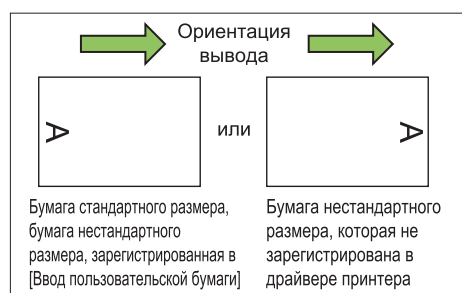 Ориентация
вывода
A
или
A
Бумага стандартного размера,
бумага нестандартного
размера, зарегистрированная в
[Ввод пользовательской бумаги]
Бумага нестандартного
размера, которая не
зарегистрирована в
драйвере принтера